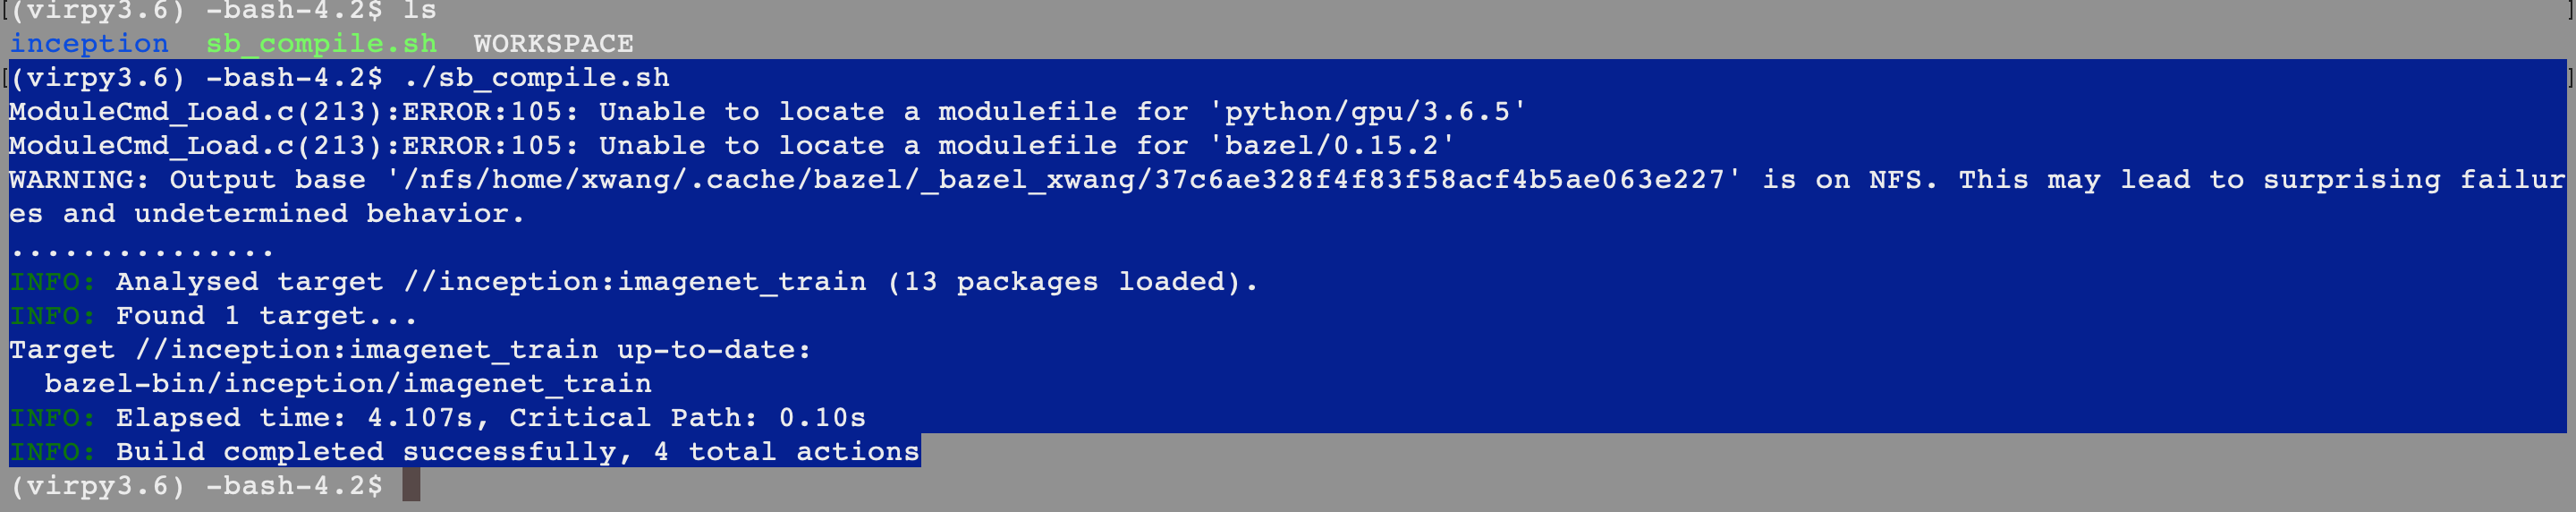 [(virpy3.6) -bash-4.2$ ls ]
inception  sb_compile.sh  WORKSPACE
[(virpy3.6) -bash-4.2$ ./sb_compile.sh ]
ModuleCmd_Load.c(213):ERROR:105: Unable to locate a modulefile for 'python/gpu/3.6.5'
ModuleCmd_Load.c(213):ERROR:105: Unable to locate a modulefile for 'bazel/0.15.2'
WARNING: Output base '/nfs/home/xwang/.cache/bazel/_bazel_xwang/37c6ae328f4f83f58acf4b5ae063e227' is on NFS. This may lead to surprising failur
es and undetermined behavior.
...............
INFO: Analysed target //inception:imagenet_train (13 packages loaded).
INFO: Found 1 target...
Target //inception:imagenet_train up-to-date:
  bazel-bin/inception/imagenet_train
INFO: Elapsed time: 4.107s, Critical Path: 0.10s
INFO: Build completed successfully, 4 total actions
(virpy3.6) -bash-4.2$